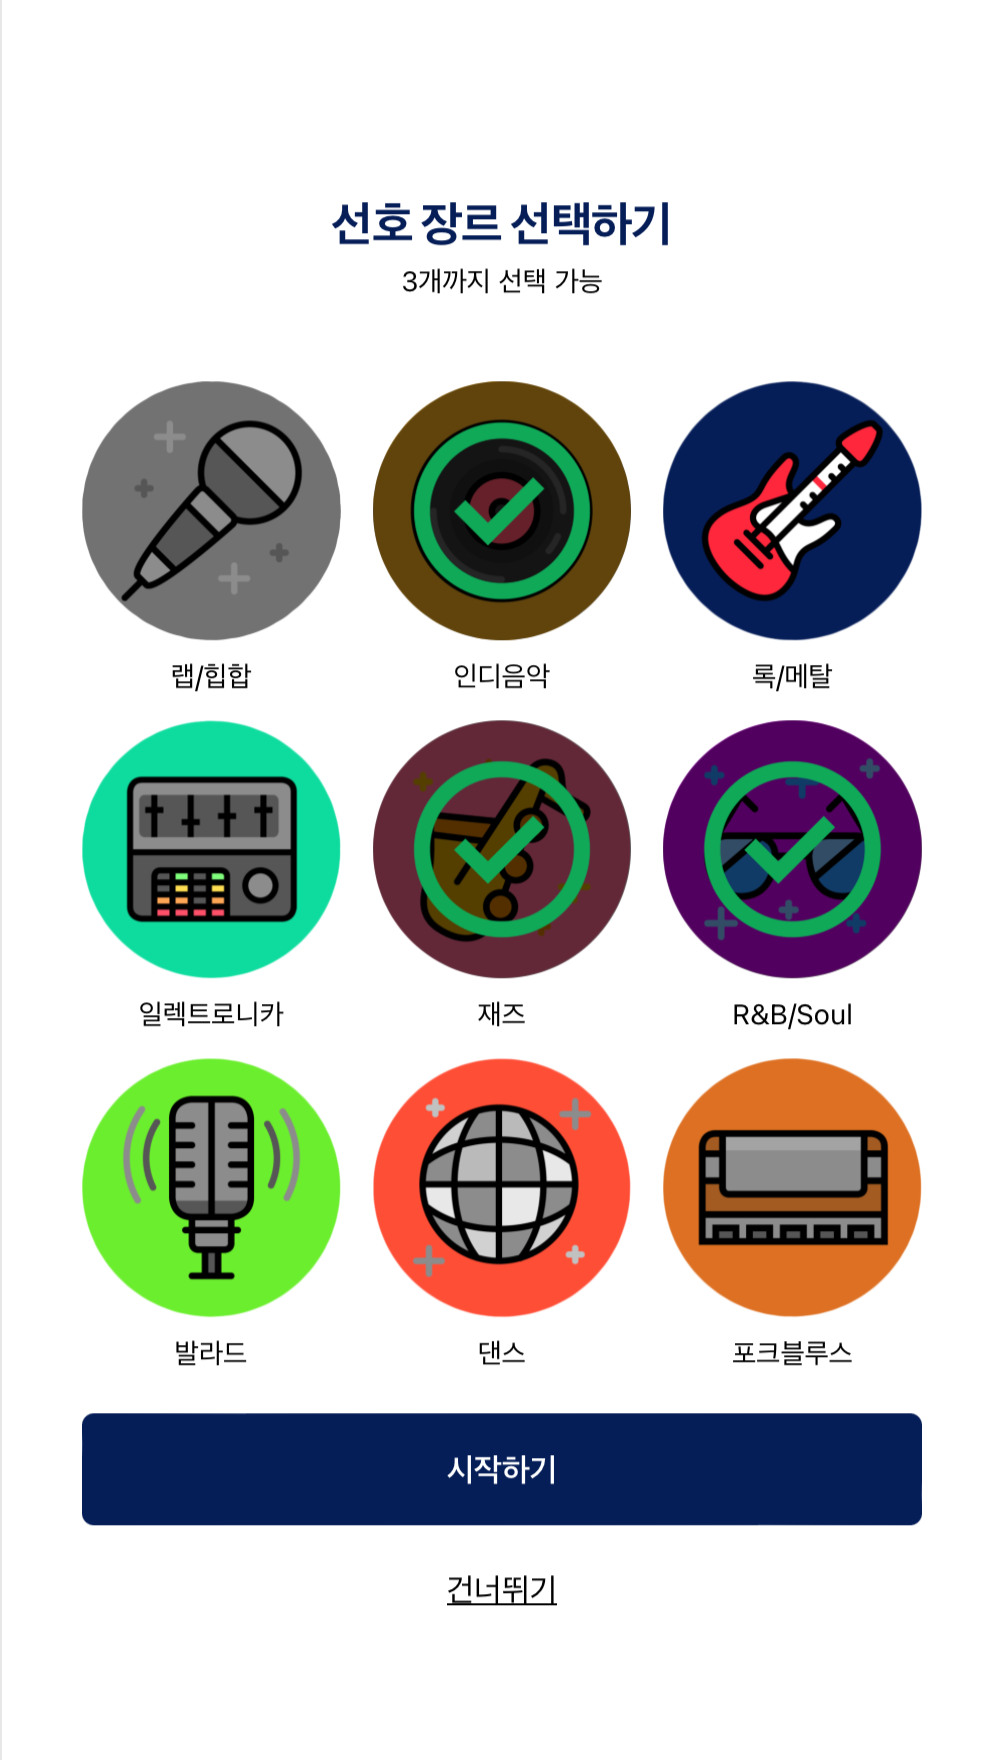 선호 장르 선택하기
3개까지 선택 가능
랩/힙합
인디음악
록/메탈
일렉트로니카
재즈
R&B/Soul
발라드
댄스
포크블루스
시작하기
건너뛰기